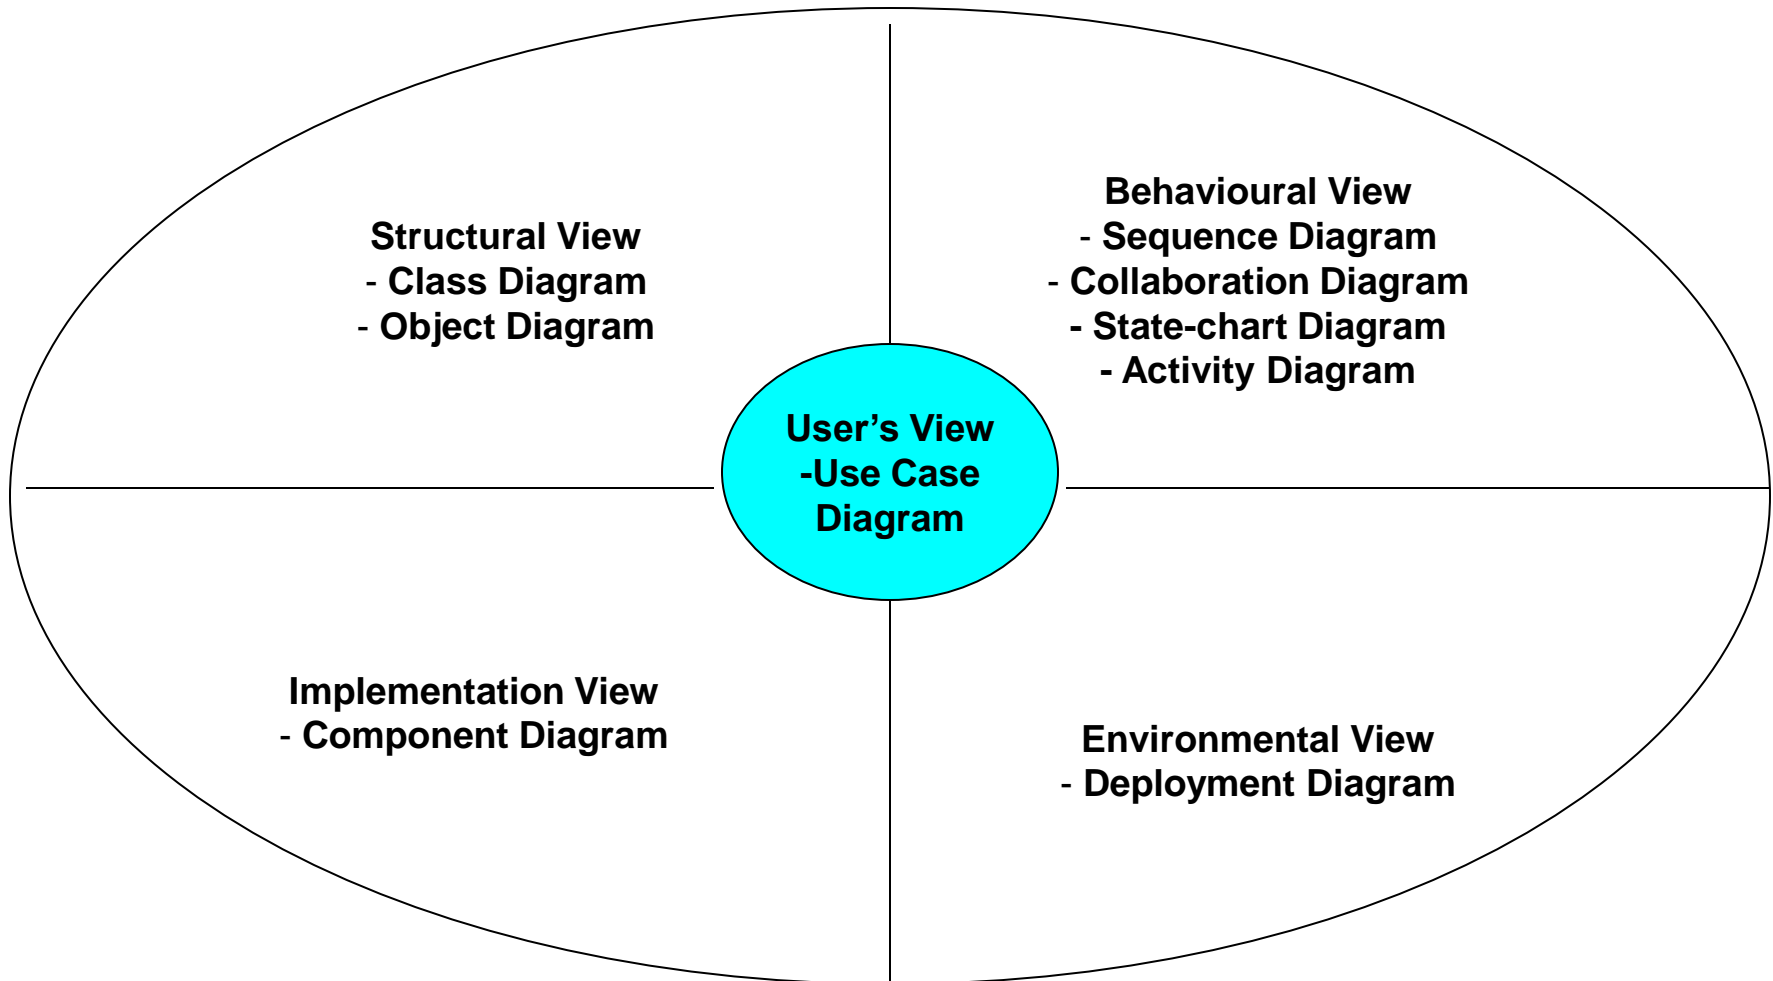 Structural View
- Class Diagram
- Object Diagram
Behavioural View
- Sequence Diagram
- Collaboration Diagram
- State-chart Diagram
- Activity Diagram
User’s View
-Use Case
Diagram
Implementation View
- Component Diagram
Environmental View
- Deployment Diagram